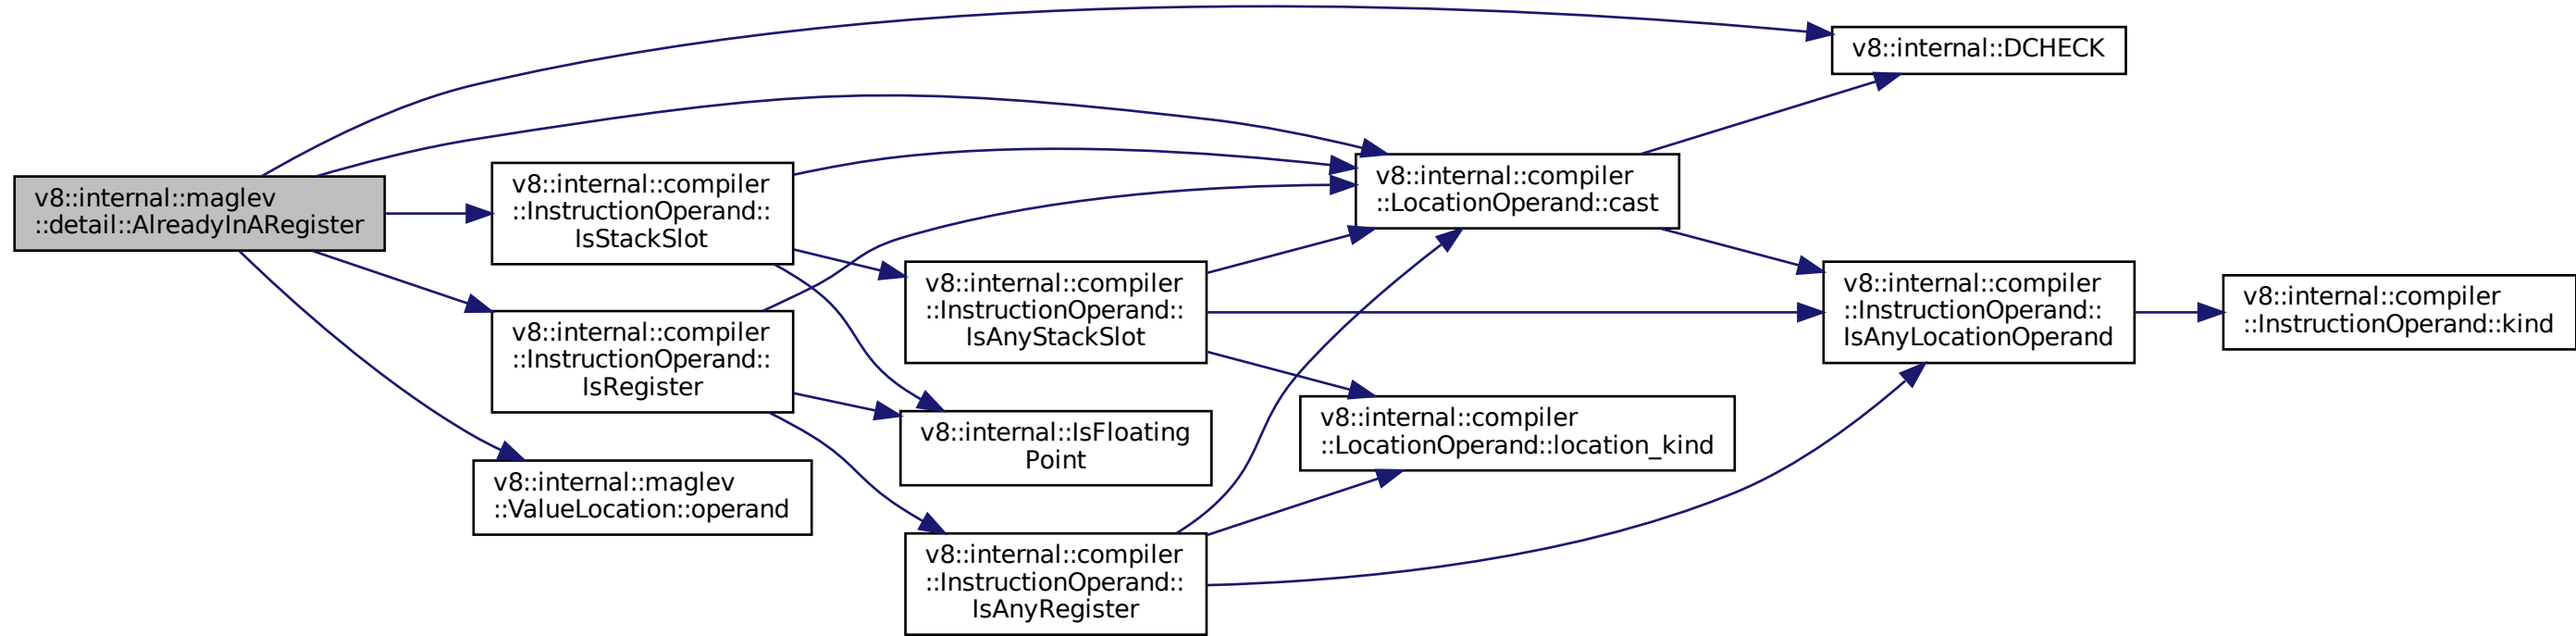 v8::internal::maglev
::detail::AlreadyInARegister
v8::internal::compiler
::InstructionOperand::
IsStackSlot
v8::internal::compiler
::InstructionOperand::
IsRegister
v8::internal::maglev
::ValueLocation::operand
v8::internal::compiler
::InstructionOperand::
IsAnyStackSlot
v8::internal::IsFloating
Point
v8::internal::compiler
::InstructionOperand::
IsAnyRegister
v8::internal::compiler
::LocationOperand::cast
v8::internal::compiler
::LocationOperand::location_kind
v8::internal::DCHECK
v8::internal::compiler
::InstructionOperand::
IsAnyLocationOperand
v8::internal::compiler
::InstructionOperand::kind